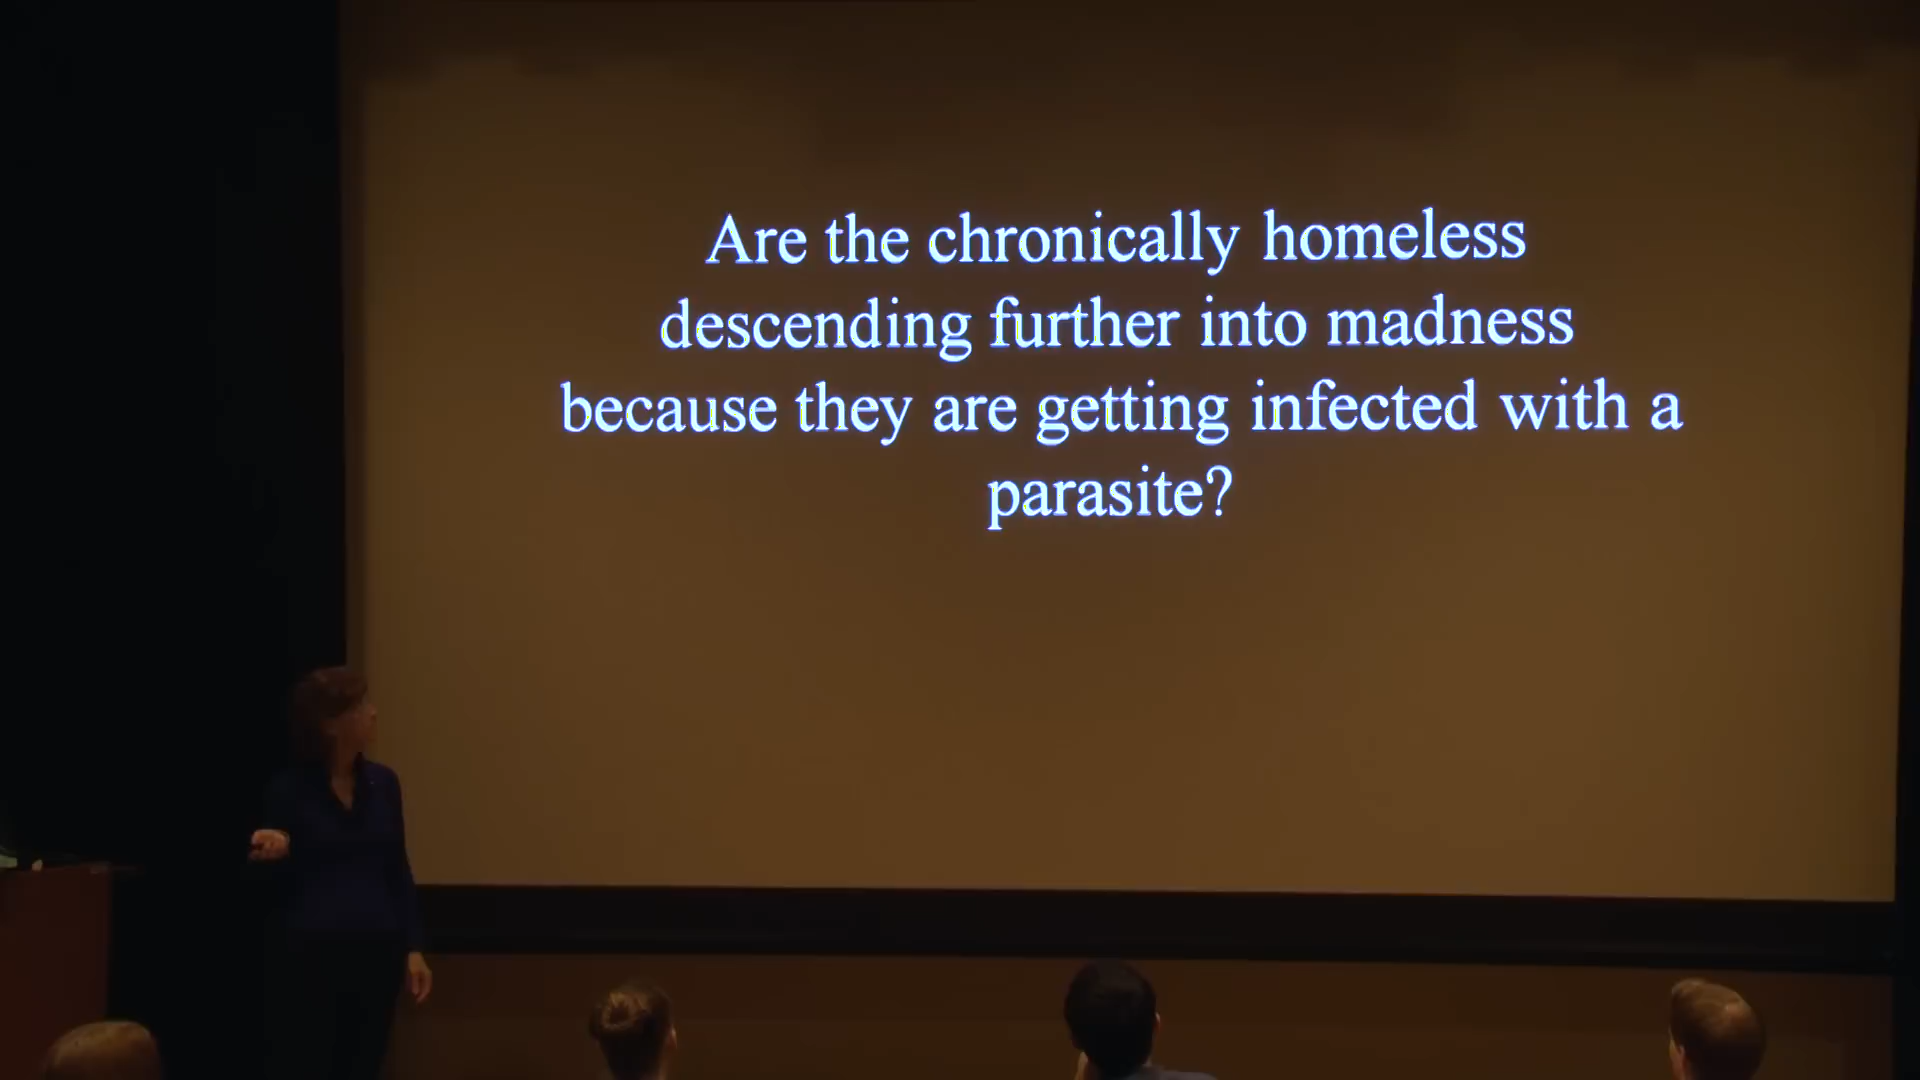 Are the chronically homeless
descending further into madness
because they are getting infected with a
parasite?